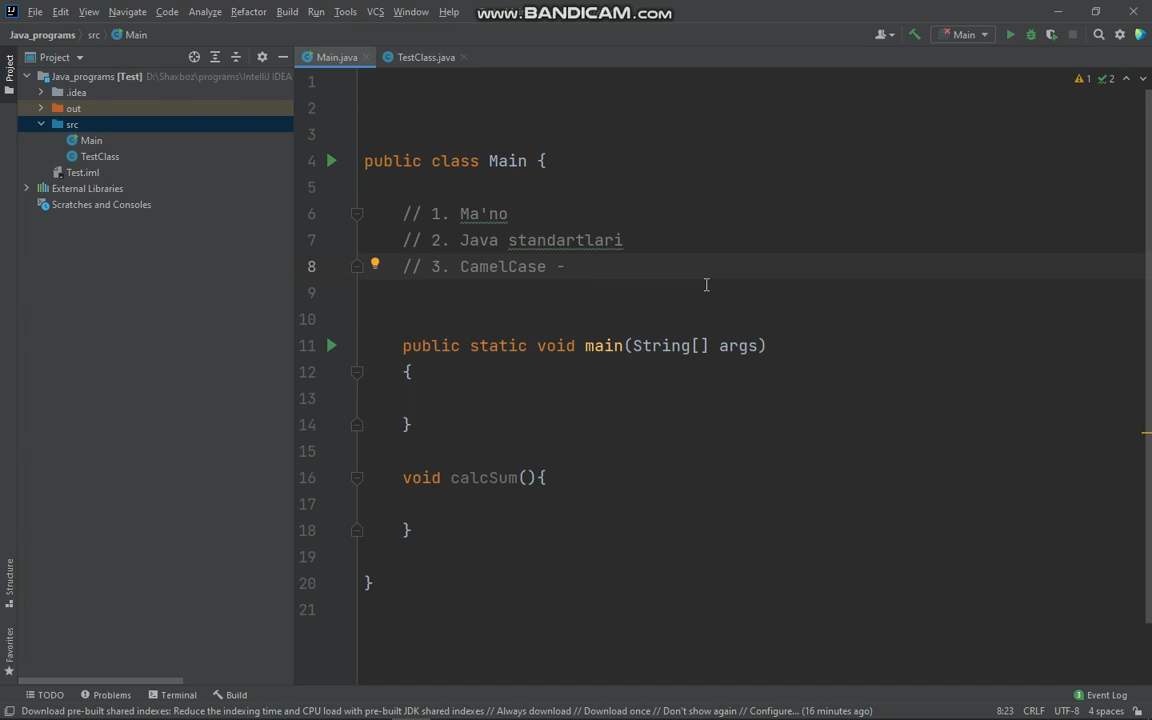 File Edit View Navigate Code Analyze Refactor Build Run Tools VCS Window Help
www.BANDICAM.com
Java_programs src Main
Main
Project
Project
Main.java
TestClass.java
1
2
Java_programs [Test] D:\Shaxboz\programs\IntelliJ IDEA
.idea
out
src
Main
TestClass
Test.iml
External Libraries
Scratches and Consoles
1
2
3
4 public class Main {
5
6 // 1. Ma'no
7 // 2. Java standartlari
8 // 3. CamelCase -
9
10
11 public static void main(String[] args)
12 {
13
14 }
15
16 void calcSum(){
17
18 }
19
20 }
21
Structure
Favorites
TODO Problems Terminal Build
Event Log
Download pre-built shared indexes: Reduce the indexing time and CPU load with pre-built JDK shared indexes // Always download // Download once // Don't show again // Configure... (16 minutes ago)
8:23 CRLF UTF-8 4 spaces